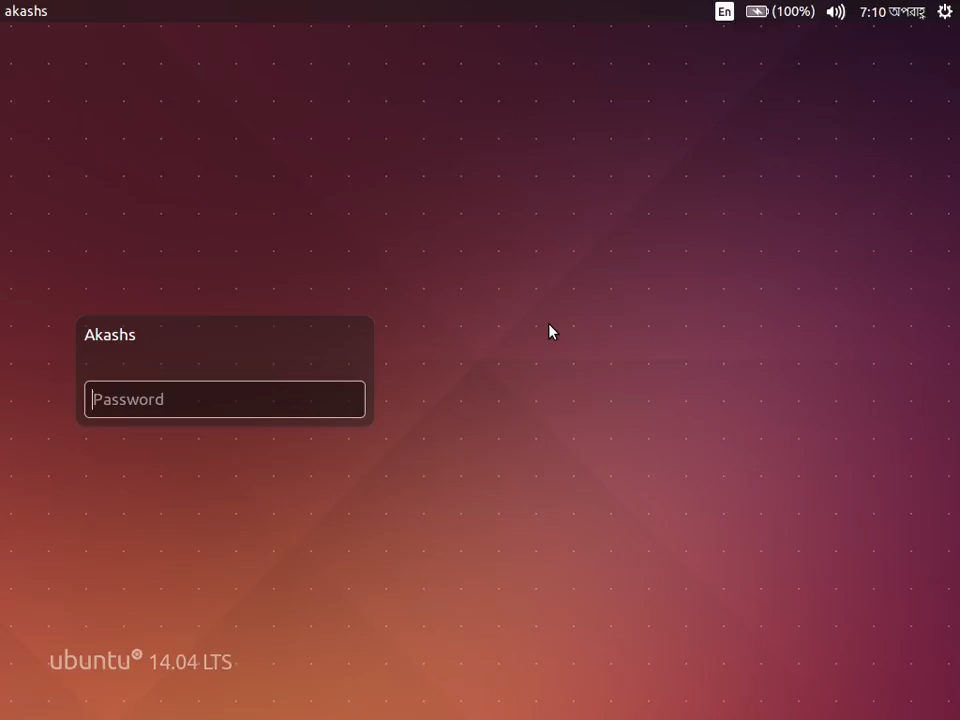 akashs En (100%) 7:10 অপরাহ্ণ
Akashs
Password
ubuntu 14.04 LTS